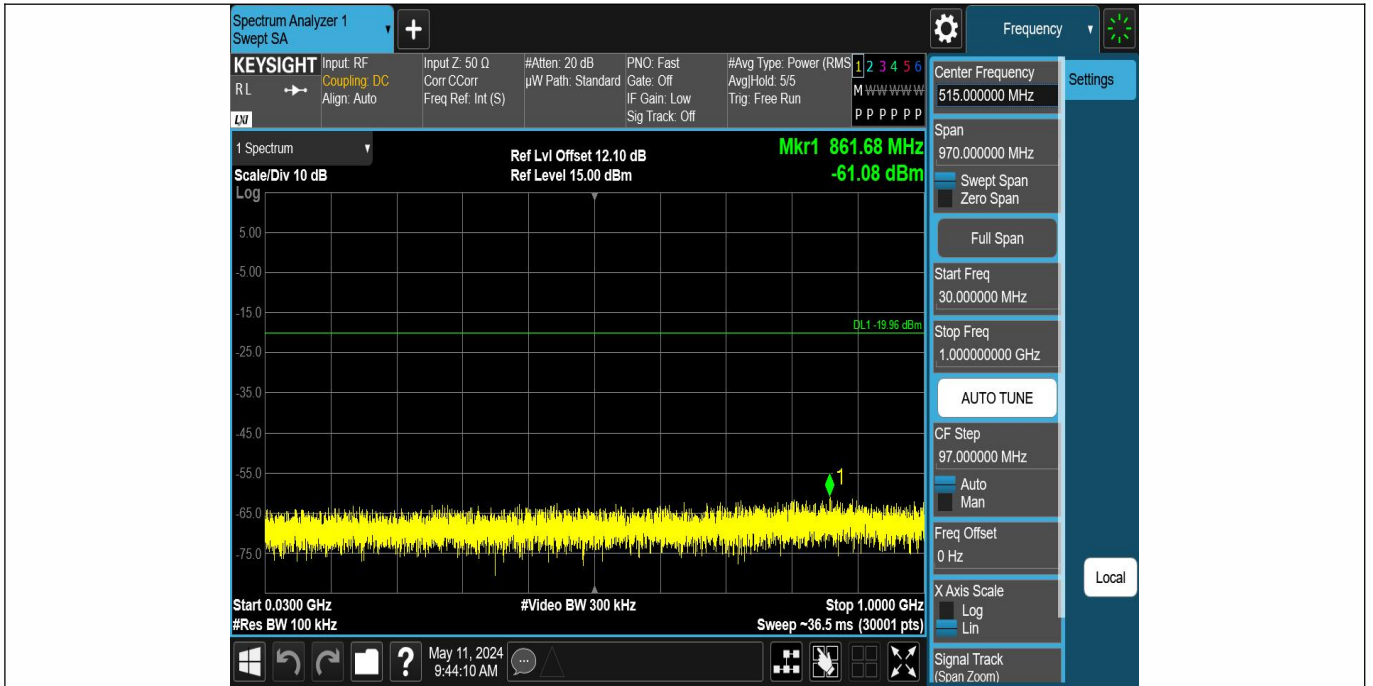 Spectrum Analyzer 1
Swept SA
+
Frequency
KEYSIGHT
RL
LXI
Input: RF
Coupling: DC
Align: Auto
Input Z: 50 Ω
Corr CCorr
Freq Ref: Int (S)
#Atten: 20 dB
µW Path: Standard
PNO: Fast
Gate: Off
IF Gain: Low
Sig Track: Off
#Avg Type: Power (RMS
Avg|Hold: 5/5
Trig: Free Run
1 2 3 4 5 6
M W W W W W
P P P P P P
1 Spectrum
Scale/Div 10 dB
Ref Lvl Offset 12.10 dB
Ref Level 15.00 dBm
Mkr1 861.68 MHz
-61.08 dBm
Log
5.00
-5.00
-15.0
DL1 -19.96 dBm
-25.0
-35.0
-45.0
-55.0
1
-65.0
-75.0
Start 0.0300 GHz
#Res BW 100 kHz
#Video BW 300 kHz
Stop 1.0000 GHz
Sweep ~36.5 ms (30001 pts)
?
May 11, 2024
9:44:10 AM
Center Frequency
515.000000 MHz
Settings
Span
970.000000 MHz
Swept Span
Zero Span
Full Span
Start Freq
30.000000 MHz
Stop Freq
1.000000000 GHz
AUTO TUNE
CF Step
97.000000 MHz
Auto
Man
Freq Offset
0 Hz
Local
X Axis Scale
Log
Lin
Signal Track
(Span Zoom)